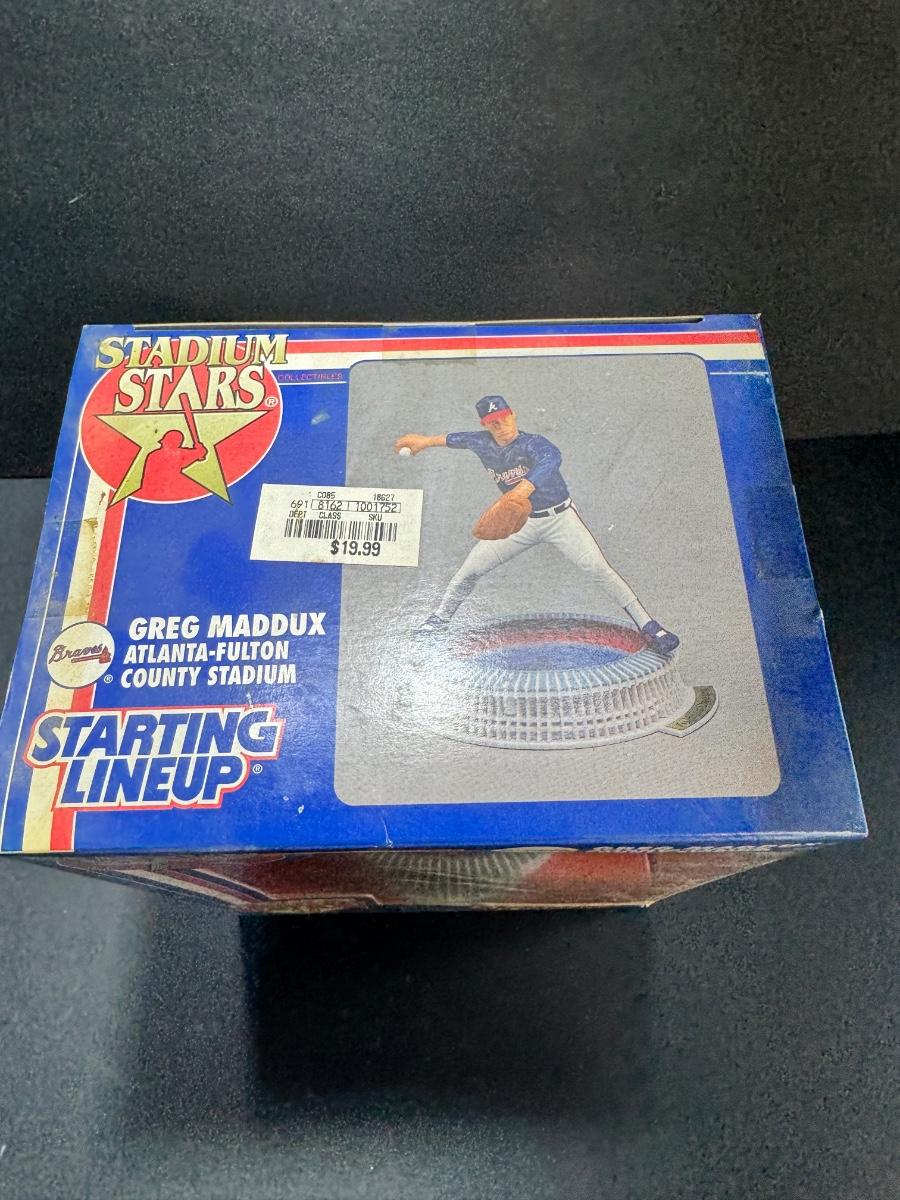 STADIUM
STARS®
COLLECTIBLES
C085 18627
691 8162 1001752
DEPT CLASS SKU
$19.99
Braves
GREG MADDUX
ATLANTA-FULTON
COUNTY STADIUM
Braves ®
STARTING
LINEUP®